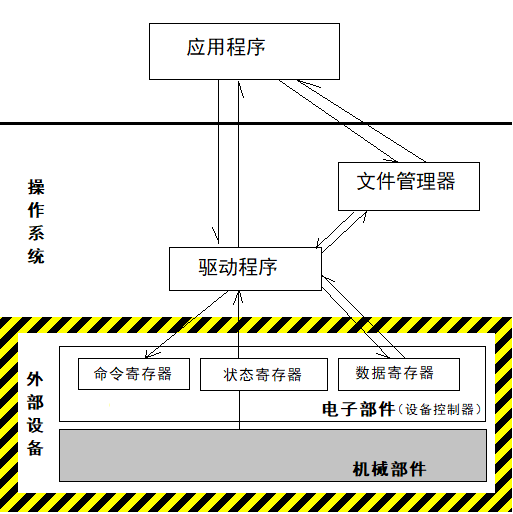 应用程序
文件管理器
操作系统
驱动程序
外部设备
命令寄存器
状态寄存器
数据寄存器
电子部件(设备控制器)
机械部件